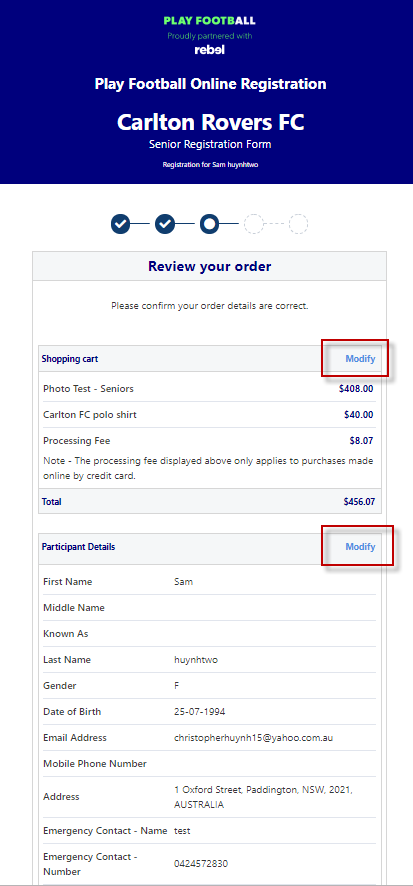 PLAY FOOTBALL
Proudly partnered with
rebel
Play Football Online Registration
Carlton Rovers FC
Senior Registration Form
Registration for Sam huynhtwo
Review your order
Please confirm your order details are correct.
Shopping cart Modify
Photo Test - Seniors $408.00
Carlton FC polo shirt $40.00
Processing Fee $8.07
Note - The processing fee displayed above only applies to purchases made
online by credit card.
Total $456.07
Participant Details Modify
First Name Sam
Middle Name
Known As
Last Name huynhtwo
Gender F
Date of Birth 25-07-1994
Email Address christopherhuynh15@yahoo.com.au
Mobile Phone Number
Address 1 Oxford Street, Paddington, NSW, 2021,
AUSTRALIA
Emergency Contact - Name test
Emergency Contact -
Number 0424572830